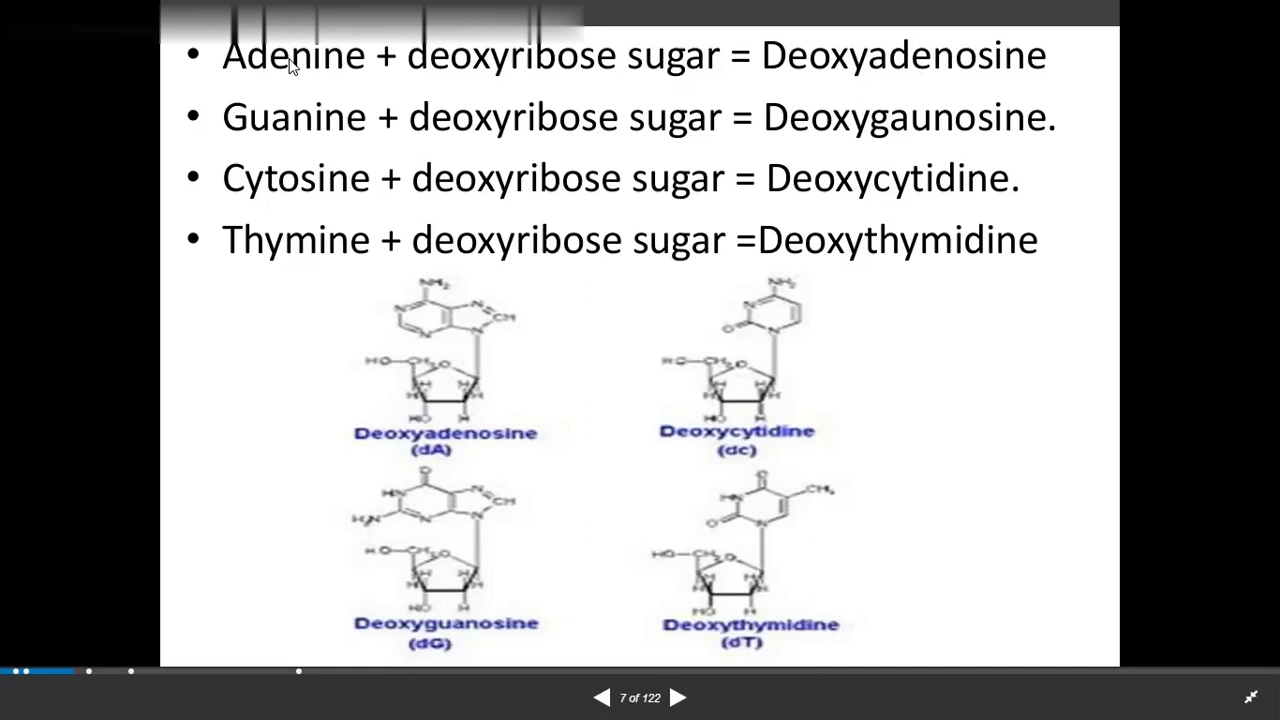 • Adenine + deoxyribose sugar = Deoxyadenosine
• Guanine + deoxyribose sugar = Deoxygaunosine.
• Cytosine + deoxyribose sugar = Deoxycytidine.
• Thymine + deoxyribose sugar =Deoxythymidine
Deoxyadenosine
(dA)
Deoxycytidine
(dc)
Deoxyguanosine
(dG)
Deoxythymidine
(dT)
7 of 122